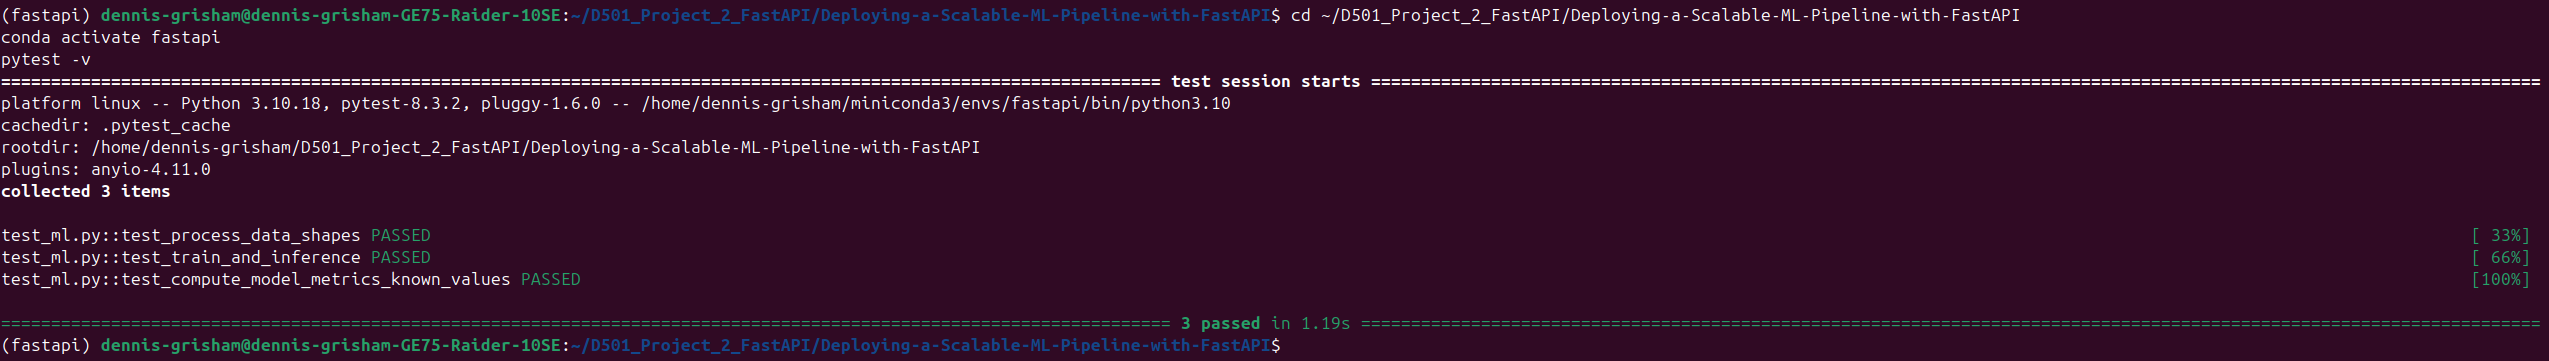 (fastapi) dennis-grisham@dennis-grisham-GE75-Raider-10SE:~/D501_Project_2_FastAPI/Deploying-a-Scalable-ML-Pipeline-with-FastAPI$ cd ~/D501_Project_2_FastAPI/Deploying-a-Scalable-ML-Pipeline-with-FastAPI
conda activate fastapi
pytest -v
==================== test session starts ====================
platform linux -- Python 3.10.18, pytest-8.3.2, pluggy-1.6.0 -- /home/dennis-grisham/miniconda3/envs/fastapi/bin/python3.10
cachedir: .pytest_cache
rootdir: /home/dennis-grisham/D501_Project_2_FastAPI/Deploying-a-Scalable-ML-Pipeline-with-FastAPI
plugins: anyio-4.11.0
collected 3 items
test_ml.py::test_process_data_shapes PASSED [ 33%]
test_ml.py::test_train_and_inference PASSED [ 66%]
test_ml.py::test_compute_model_metrics_known_values PASSED [100%]
==================== 3 passed in 1.19s ====================
(fastapi) dennis-grisham@dennis-grisham-GE75-Raider-10SE:~/D501_Project_2_FastAPI/Deploying-a-Scalable-ML-Pipeline-with-FastAPI$